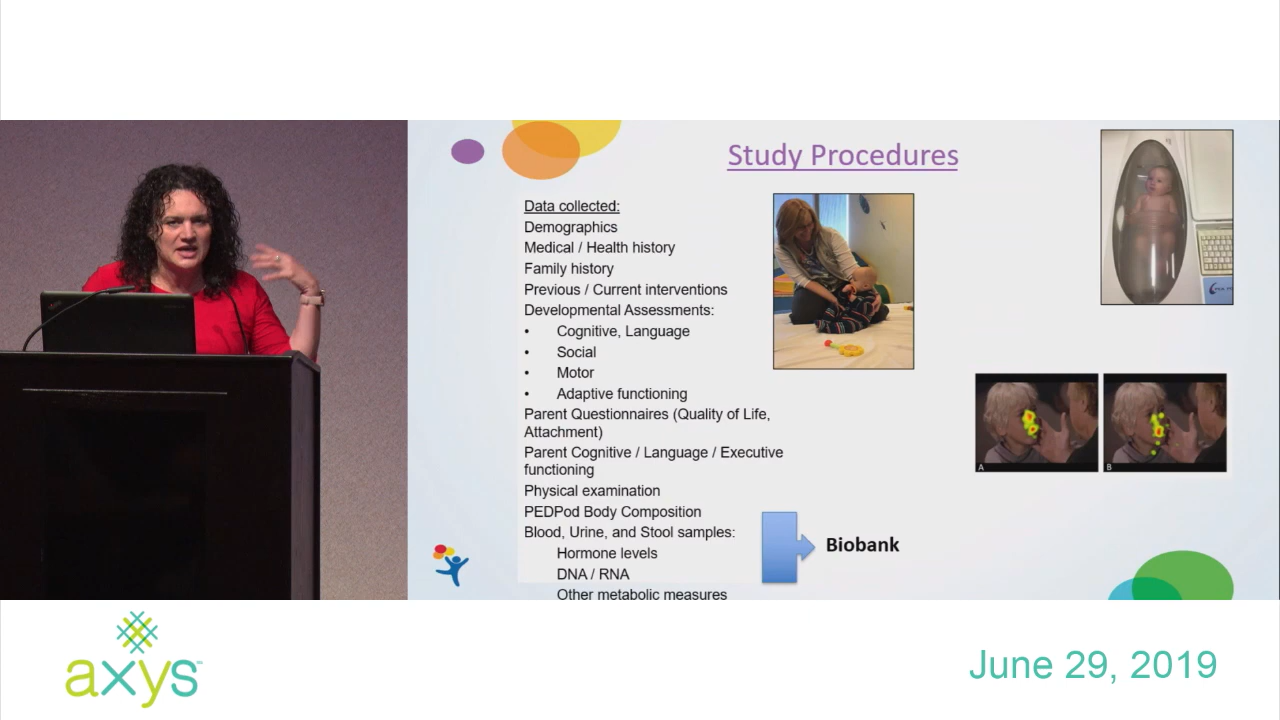 Study Procedures
Data collected:
Demographics
Medical / Health history
Family history
Previous / Current interventions
Developmental Assessments:
• Cognitive, Language
• Social
• Motor
• Adaptive functioning
Parent Questionnaires (Quality of Life,
Attachment)
Parent Cognitive / Language / Executive
functioning
Physical examination
PEDPod Body Composition
Blood, Urine, and Stool samples:
Hormone levels
DNA / RNA
Other metabolic measures
Biobank
A
B
axys
June 29, 2019